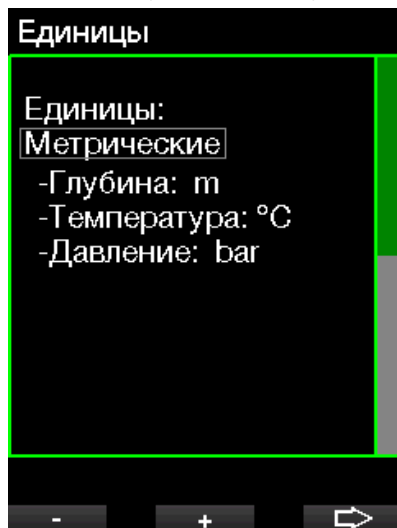 Единицы
Единицы:
Метрические
-Глубина: m
-Температура: °C
-Давление: bar
- +